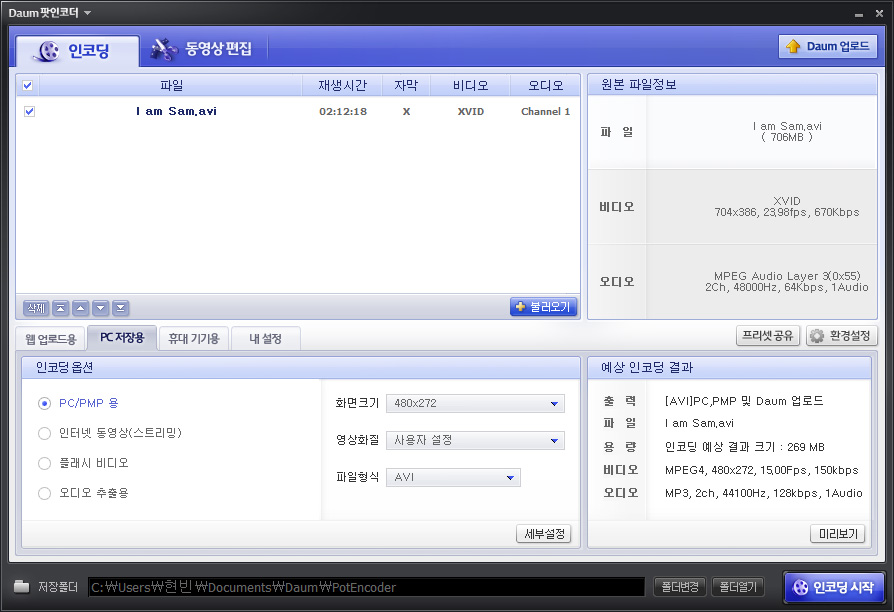 Daum 팟인코더
인코딩
동영상 편집
Daum 업로드
파일 재생시간 자막 비디오 오디오
I am Sam.avi 02:12:18 X XVID Channel 1
원본 파일정보
파 일
I am Sam.avi
( 706MB )
비디오
XVID
704x386, 23.98fps, 670Kbps
오디오
MPEG Audio Layer 3(0x55)
2Ch, 48000Hz, 64Kbps, 1Audio
삭제
불러오기
웹 업로드용
PC 저장용
휴대 기기용
내 설정
프리셋 공유
환경설정
인코딩 옵션
PC/PMP 용
인터넷 동영상(스트리밍)
플래시 비디오
오디오 추출용
화면크기 480x272
영상화질 사용자 설정
파일형식 AVI
세부설정
예상 인코딩 결과
출 력 [AVI]PC,PMP 및 Daum 업로드
파 일 I am Sam.avi
용 량 인코딩 예상 결과 크기 : 269 MB
비디오 MPEG4, 480x272, 15.00Fps, 150kbps
오디오 MP3, 2ch, 44100Hz, 128kbps, 1Audio
미리보기
저장폴더 C:₩Users₩현빈₩Documents₩Daum₩PotEncoder
폴더변경
폴더열기
인코딩 시작